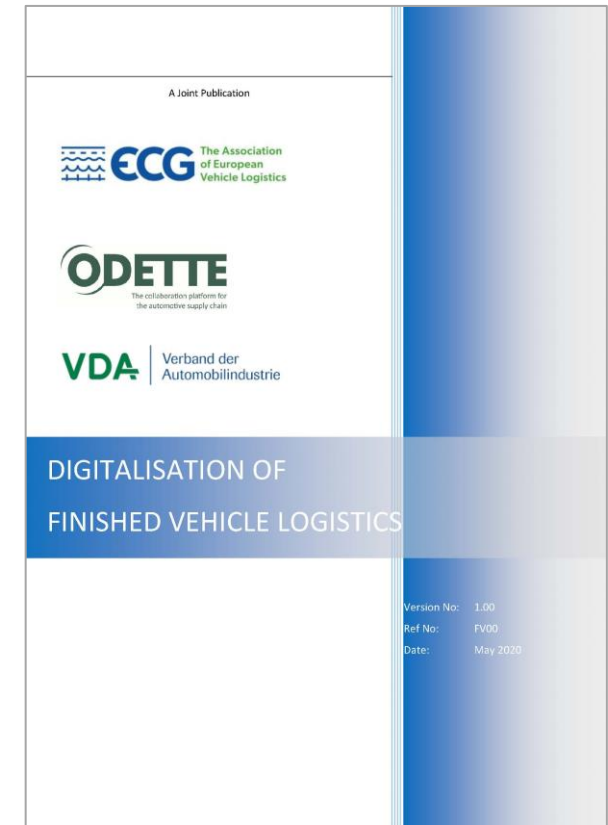 A Joint Publication
ECG
The Association
of European
Vehicle Logistics
ODETTE
The collaboration platform for
the automotive supply chain
VDA
Verband der
Automobilindustrie
DIGITALISATION OF
FINISHED VEHICLE LOGISTICS
Version No: 1.00
Ref No: FV00
Date: May 2020